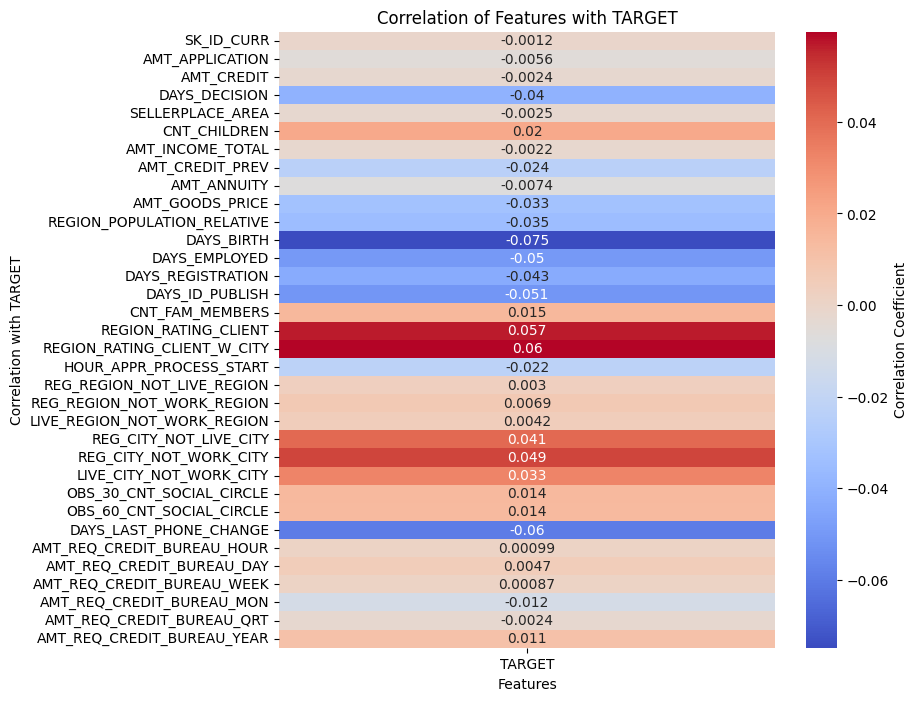 Correlation of Features with TARGET
SK_ID_CURR -0.0012
AMT_APPLICATION -0.0056
AMT_CREDIT -0.0024
DAYS_DECISION -0.04
SELLERPLACE_AREA -0.0025
CNT_CHILDREN 0.02
AMT_INCOME_TOTAL -0.0022
AMT_CREDIT_PREV -0.024
AMT_ANNUITY -0.0074
AMT_GOODS_PRICE -0.033
REGION_POPULATION_RELATIVE -0.035
DAYS_BIRTH -0.075
DAYS_EMPLOYED -0.05
DAYS_REGISTRATION -0.043
DAYS_ID_PUBLISH -0.051
CNT_FAM_MEMBERS 0.015
REGION_RATING_CLIENT 0.057
REGION_RATING_CLIENT_W_CITY 0.06
HOUR_APPR_PROCESS_START -0.022
REG_REGION_NOT_LIVE_REGION 0.003
REG_REGION_NOT_WORK_REGION 0.0069
LIVE_REGION_NOT_WORK_REGION 0.0042
REG_CITY_NOT_LIVE_CITY 0.041
REG_CITY_NOT_WORK_CITY 0.049
LIVE_CITY_NOT_WORK_CITY 0.033
OBS_30_CNT_SOCIAL_CIRCLE 0.014
OBS_60_CNT_SOCIAL_CIRCLE 0.014
DAYS_LAST_PHONE_CHANGE -0.06
AMT_REQ_CREDIT_BUREAU_HOUR 0.00099
AMT_REQ_CREDIT_BUREAU_DAY 0.0047
AMT_REQ_CREDIT_BUREAU_WEEK 0.00087
AMT_REQ_CREDIT_BUREAU_MON -0.012
AMT_REQ_CREDIT_BUREAU_QRT -0.0024
AMT_REQ_CREDIT_BUREAU_YEAR 0.011
Correlation with TARGET
TARGET
Features
0.04
0.02
0.00
−0.02
−0.04
−0.06
Correlation Coefficient